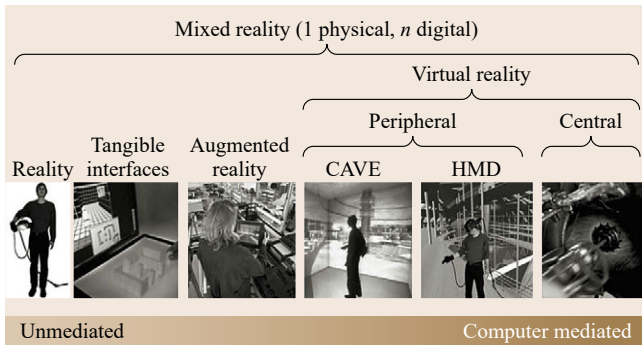 Mixed reality (1 physical, n digital)
Virtual reality
Peripheral
Central
Reality
Tangible
interfaces
Augmented
reality
CAVE
HMD
Unmediated
Computer mediated